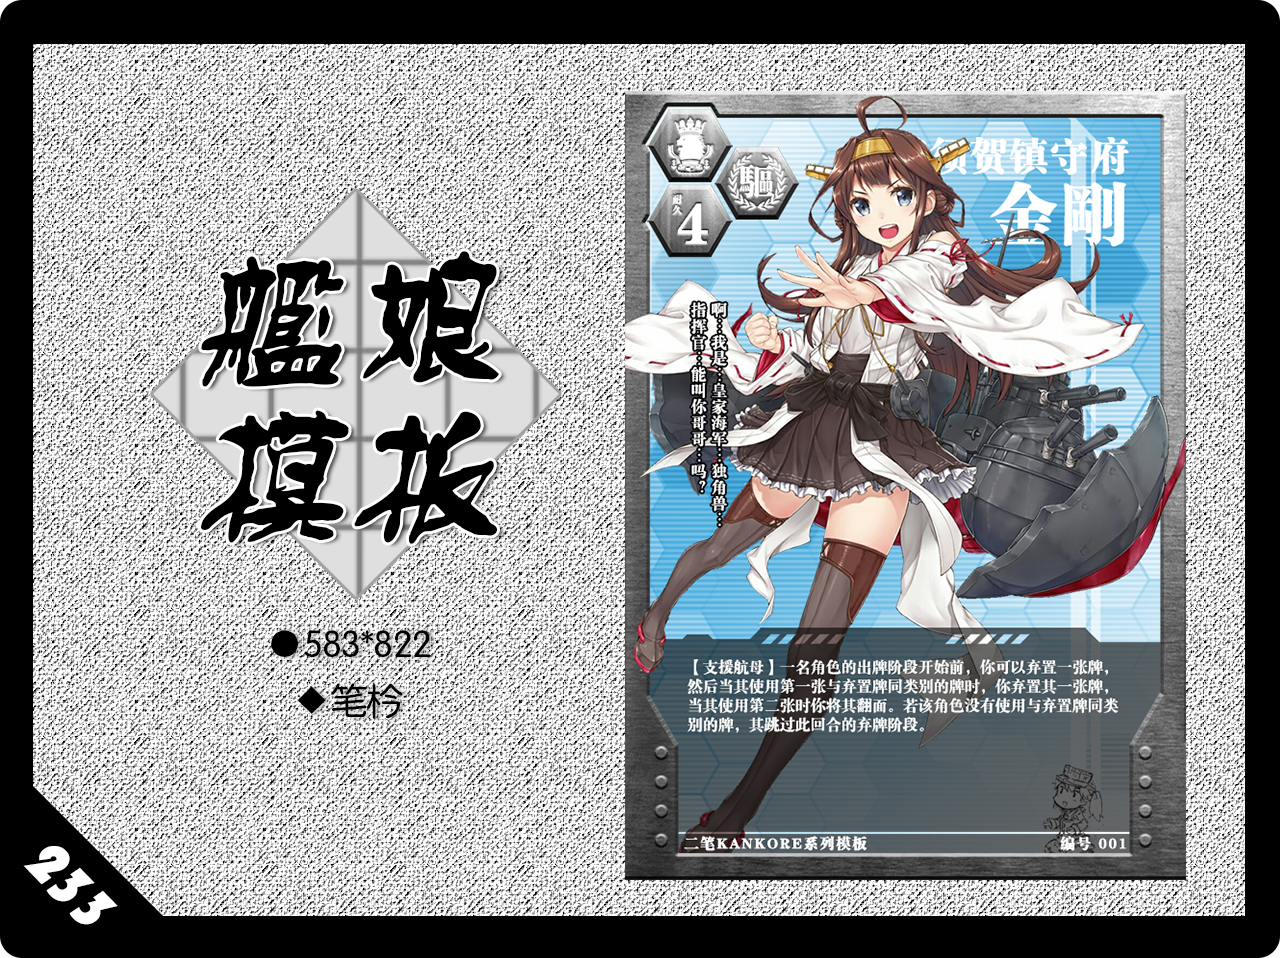 艦娘
模板
●583*822
◆笔枔
233
驅
耐久
4
须贺镇守府
金剛
啊…我是…皇家海军…独角兽…
指挥官…能叫你哥哥…吗？
【支援航母】一名角色的出牌阶段开始前，你可以弃置一张牌，
然后当其使用第一张与弃置牌同类别的牌时，你弃置其一张牌，
当其使用第二张时你将其翻面。若该角色没有使用与弃置牌同类
别的牌，其跳过此回合的弃牌阶段。
二笔KANKORE系列模板
编号 001